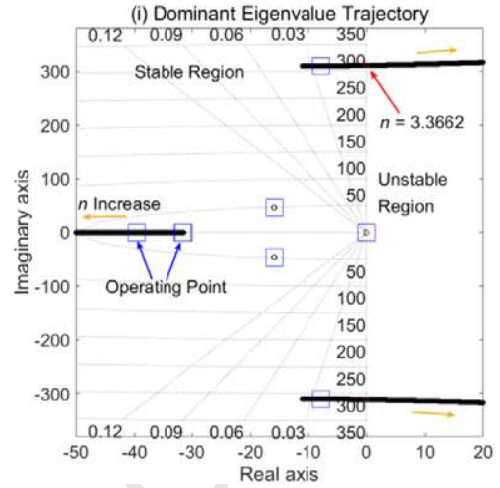 (i) Dominant Eigenvalue Trajectory
0.12 0.09 0.06 0.03 350
300
Stable Region
300
250
200
200
n = 3.3662
150
100
100
Unstable
Region
50
n Increase
0
Imaginary axis
Operating Point
50
-100
100
150
-200
200
250
-300
300
0.12 0.09 0.06 0.03 350
-50 -40 -30 -20 -10 0 10 20
Real axis